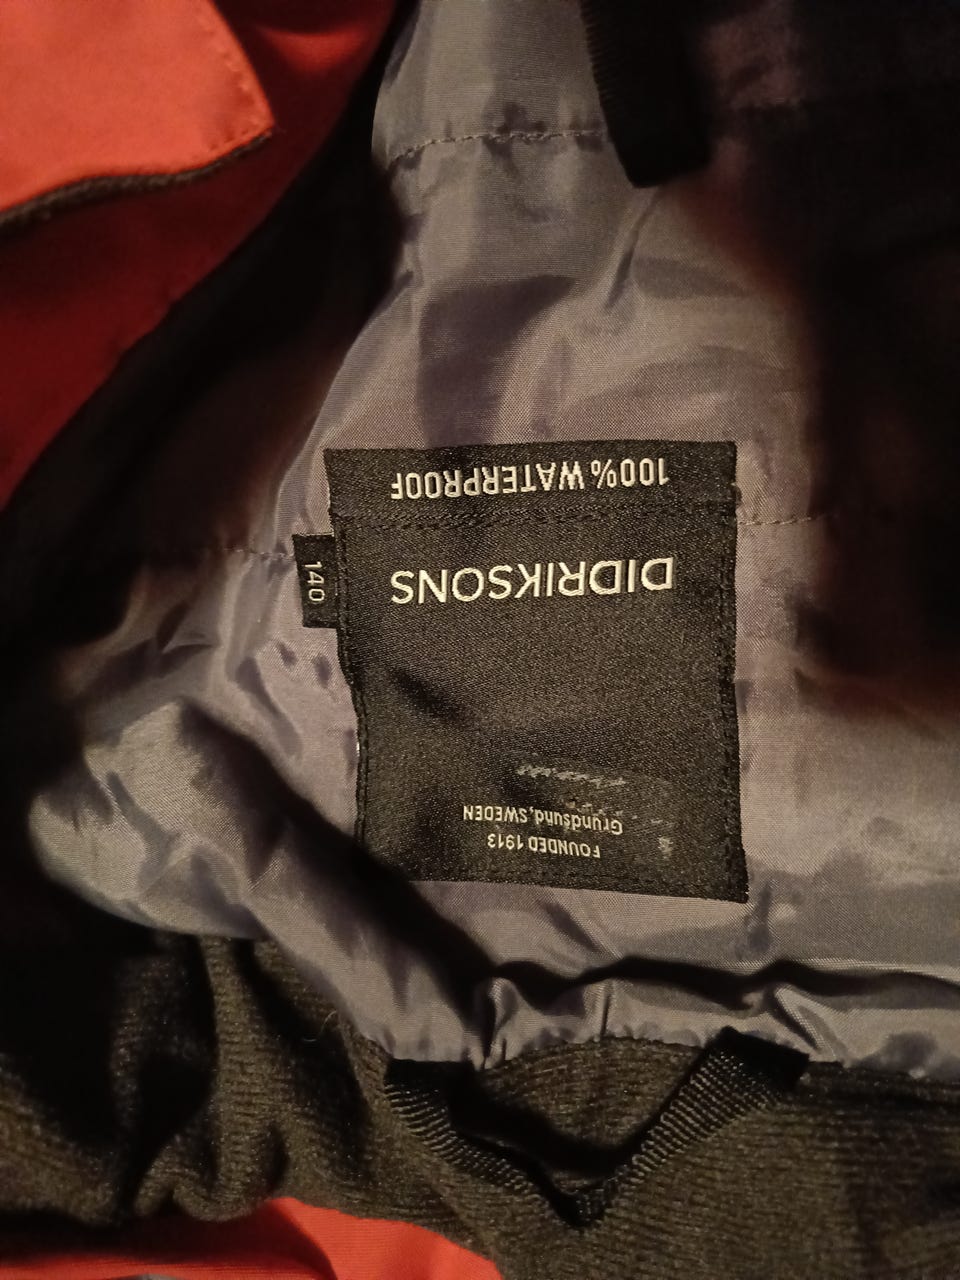 FOUNDED 1913
Grundsund, SWEDEN
DIDRIKSONS
100% WATERPROOF
140